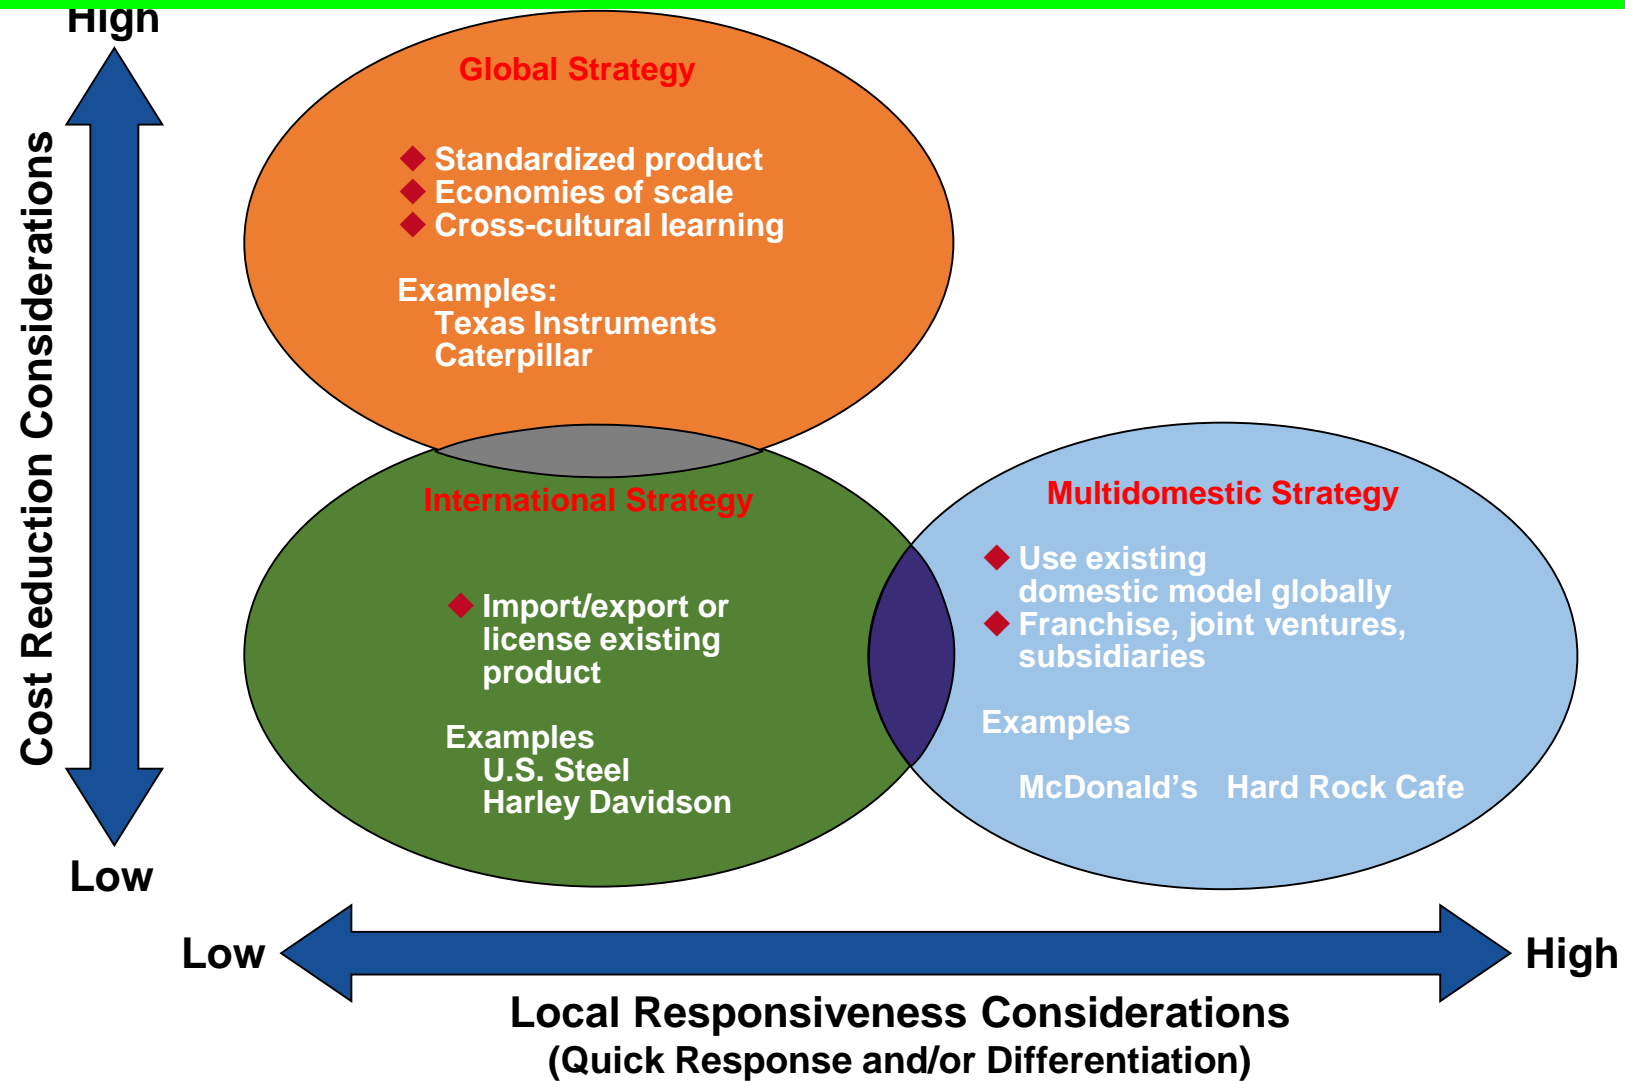 High
Cost Reduction Considerations
Low
Global Strategy
Standardized product
Economies of scale
Cross-cultural learning
Examples:
Texas Instruments
Caterpillar
International Strategy
Import/export or
license existing
product
Examples
U.S. Steel
Harley Davidson
Multidomestic Strategy
Use existing
domestic model globally
Franchise, joint ventures,
subsidiaries
Examples
McDonald’s Hard Rock Cafe
Low
High
Local Responsiveness Considerations
(Quick Response and/or Differentiation)